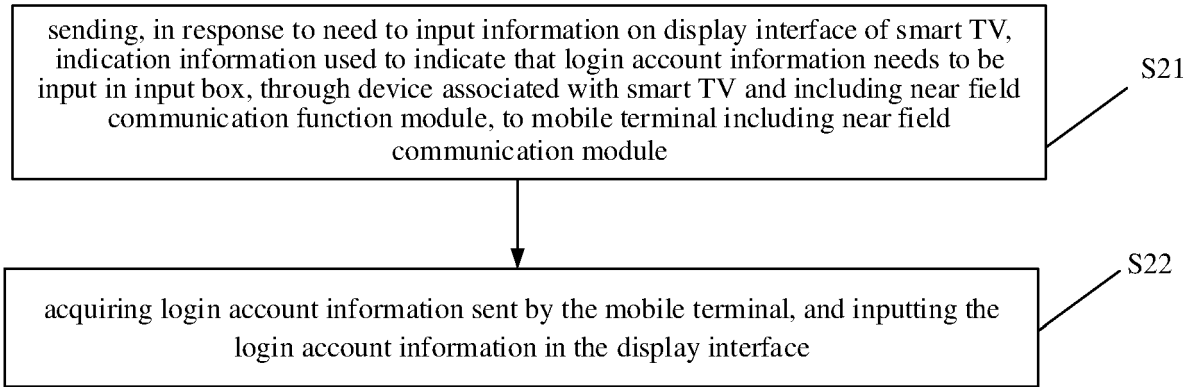 sending, in response to need to input information on display interface of smart TV,
indication information used to indicate that login account information needs to be
input in input box, through device associated with smart TV and including near field
communication function module, to mobile terminal including near field
communication module
S21
acquiring login account information sent by the mobile terminal, and inputting the
login account information in the display interface
S22